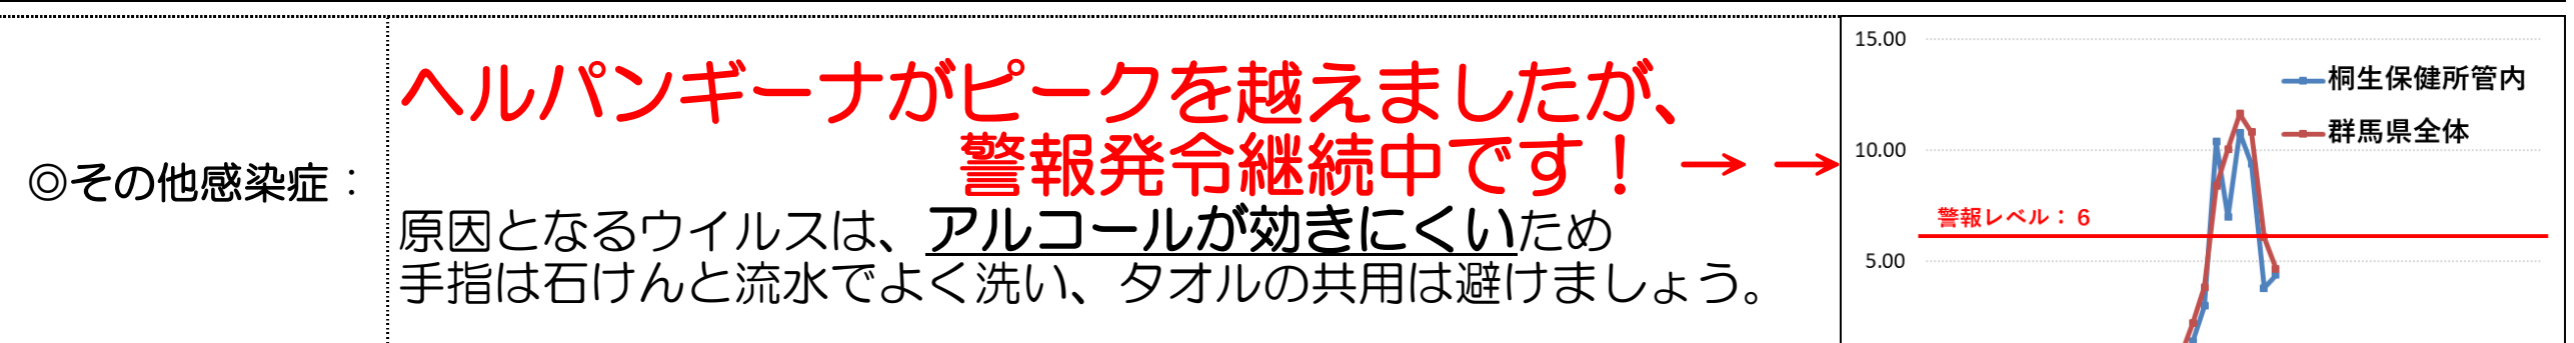 ◎その他感染症：
ヘルパンギーナがピークを越えましたが、
警報発令継続中です！ → →
原因となるウイルスは、アルコールが効きにくいため
手指は石けんと流水でよく洗い、タオルの共用は避けましょう。
15.00
桐生保健所管内
群馬県全体
10.00
警報レベル：６
5.00